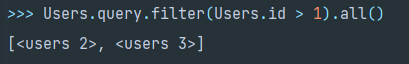 >>> Users.query.filter(Users.id > 1).all()
[<users 2>, <users 3>]